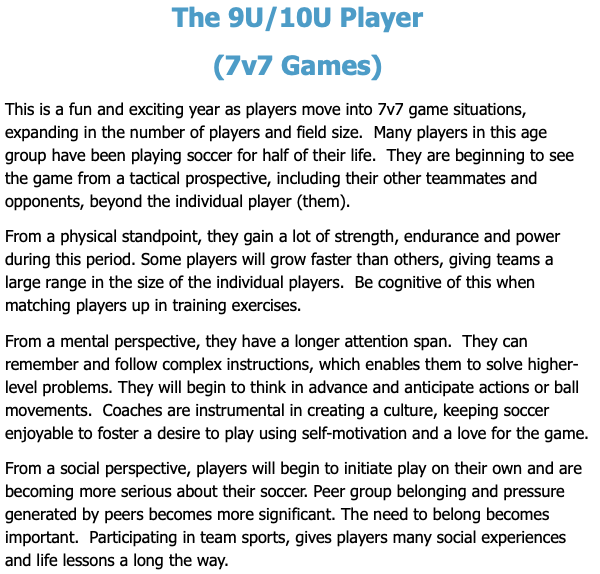 The 9U/10U Player
(7v7 Games)
This is a fun and exciting year as players move into 7v7 game situations,
expanding in the number of players and field size.  Many players in this age
group have been playing soccer for half of their life.  They are beginning to see
the game from a tactical prospective, including their other teammates and
opponents, beyond the individual player (them).
From a physical standpoint, they gain a lot of strength, endurance and power
during this period. Some players will grow faster than others, giving teams a
large range in the size of the individual players.  Be cognitive of this when
matching players up in training exercises.
From a mental perspective, they have a longer attention span.  They can
remember and follow complex instructions, which enables them to solve higher-
level problems. They will begin to think in advance and anticipate actions or ball
movements.  Coaches are instrumental in creating a culture, keeping soccer
enjoyable to foster a desire to play using self-motivation and a love for the game.
From a social perspective, players will begin to initiate play on their own and are
becoming more serious about their soccer. Peer group belonging and pressure
generated by peers becomes more significant. The need to belong becomes
important.  Participating in team sports, gives players many social experiences
and life lessons a long the way.